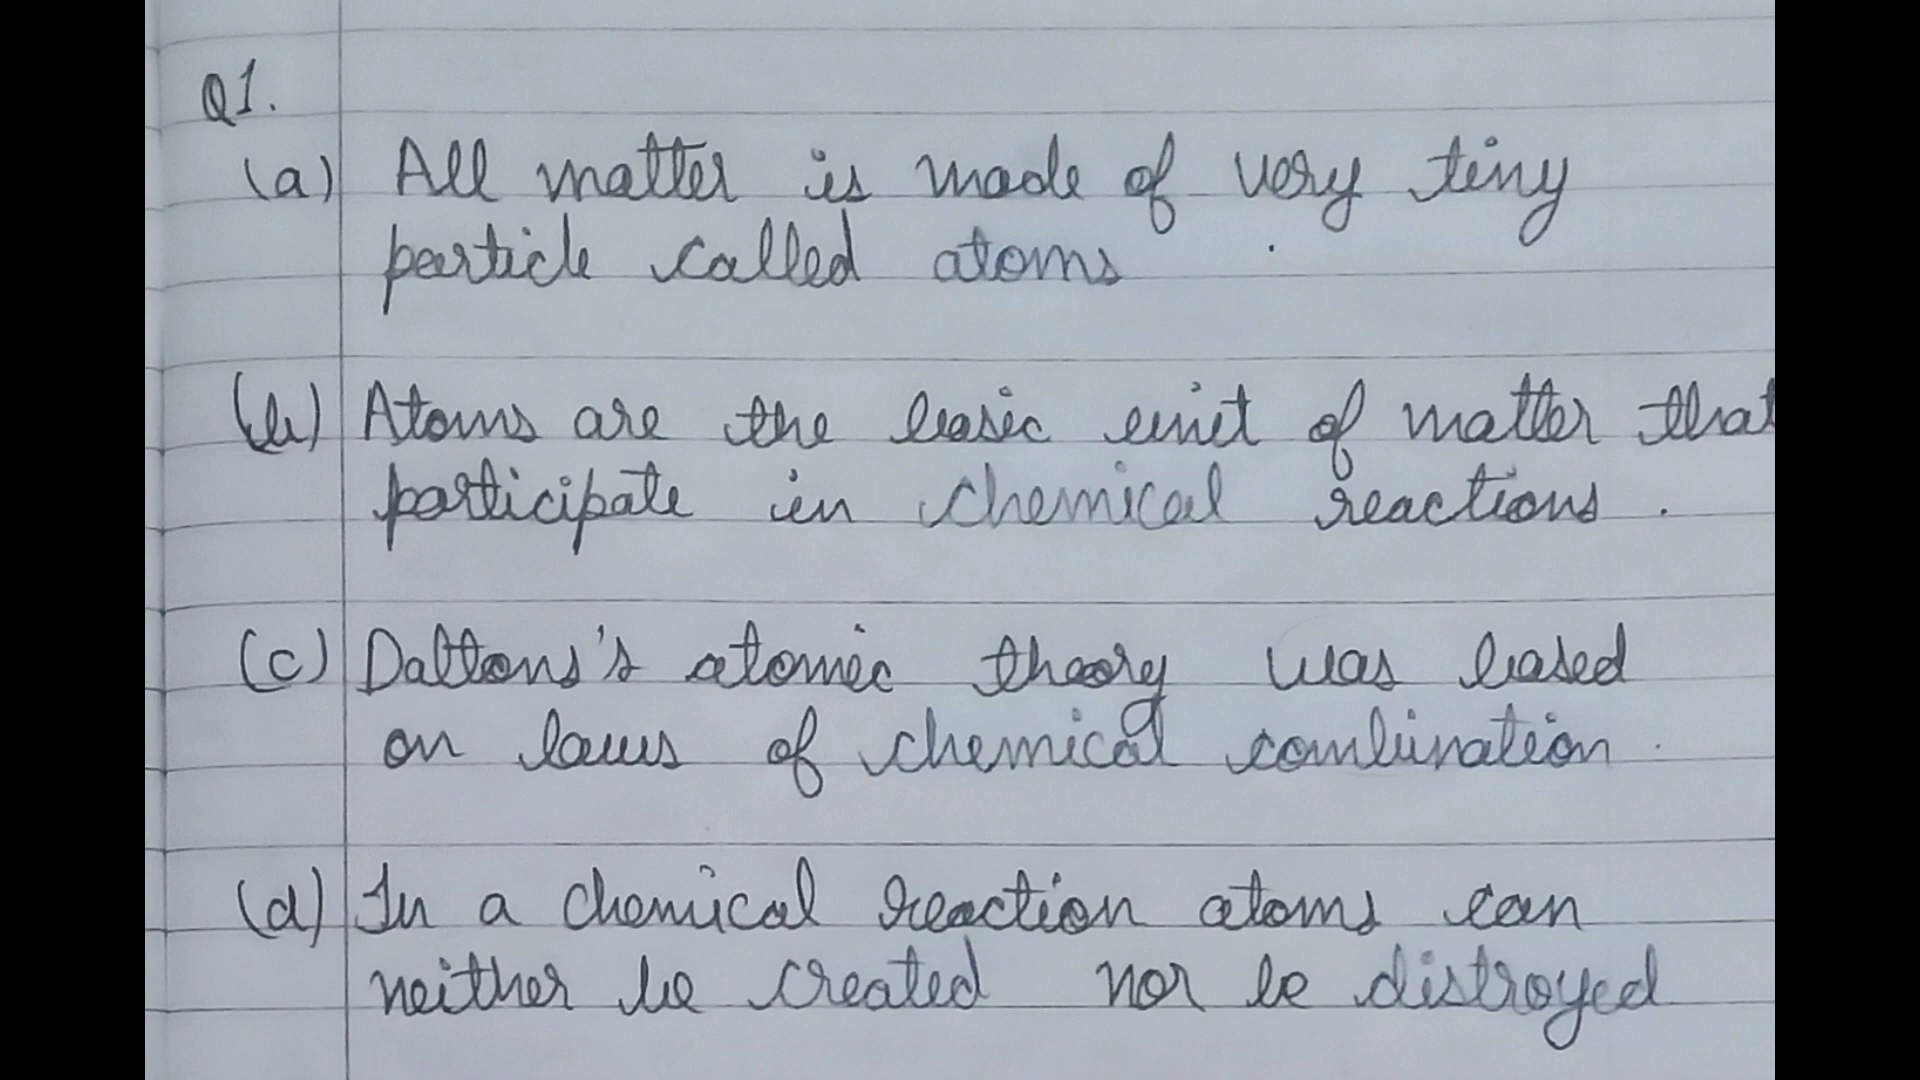 Q1.
(a) All matter is made of very tiny
particle called atoms
(b) Atoms are the basic unit of matter that
participate in chemical reactions .
(c) Daltons's atomic theory was based
on laws of chemical combination .
(d) In a chemical reaction atoms can
neither be created nor be distroyed